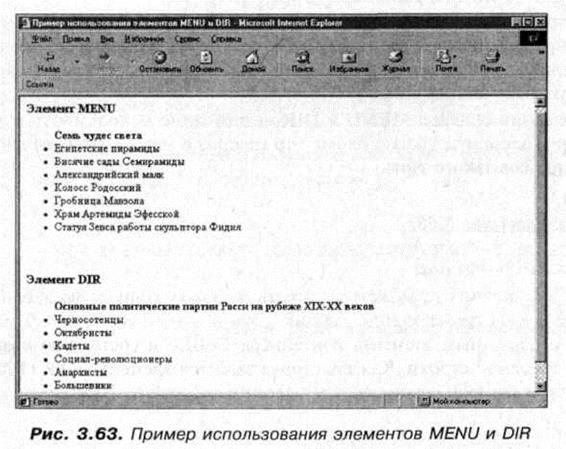 Пример использования элементов MENU и DIR - Microsoft Internet Explorer
Файл Правка Вид Избранное Сервис Справка
Назад Остановить Обновить Домой Поиск Избранное Журнал Почта Печать
Ссылки
Элемент MENU
Семь чудес света
• Египетские пирамиды
• Висячие сады Семирамиды
• Александрийский маяк
• Колосс Родосский
• Гробница Мавзола
• Храм Артемиды Эфесской
• Статуя Зевса работы скульптора Фидия
Элемент DIR
Основные политические партии Росси на рубеже XIX-XX веков
• Черносотенцы
• Октябристы
• Кадеты
• Социал-революционеры
• Анархисты
• Большевики
Готово Мой компьютер
Рис. 3.63. Пример использования элементов MENU и DIR